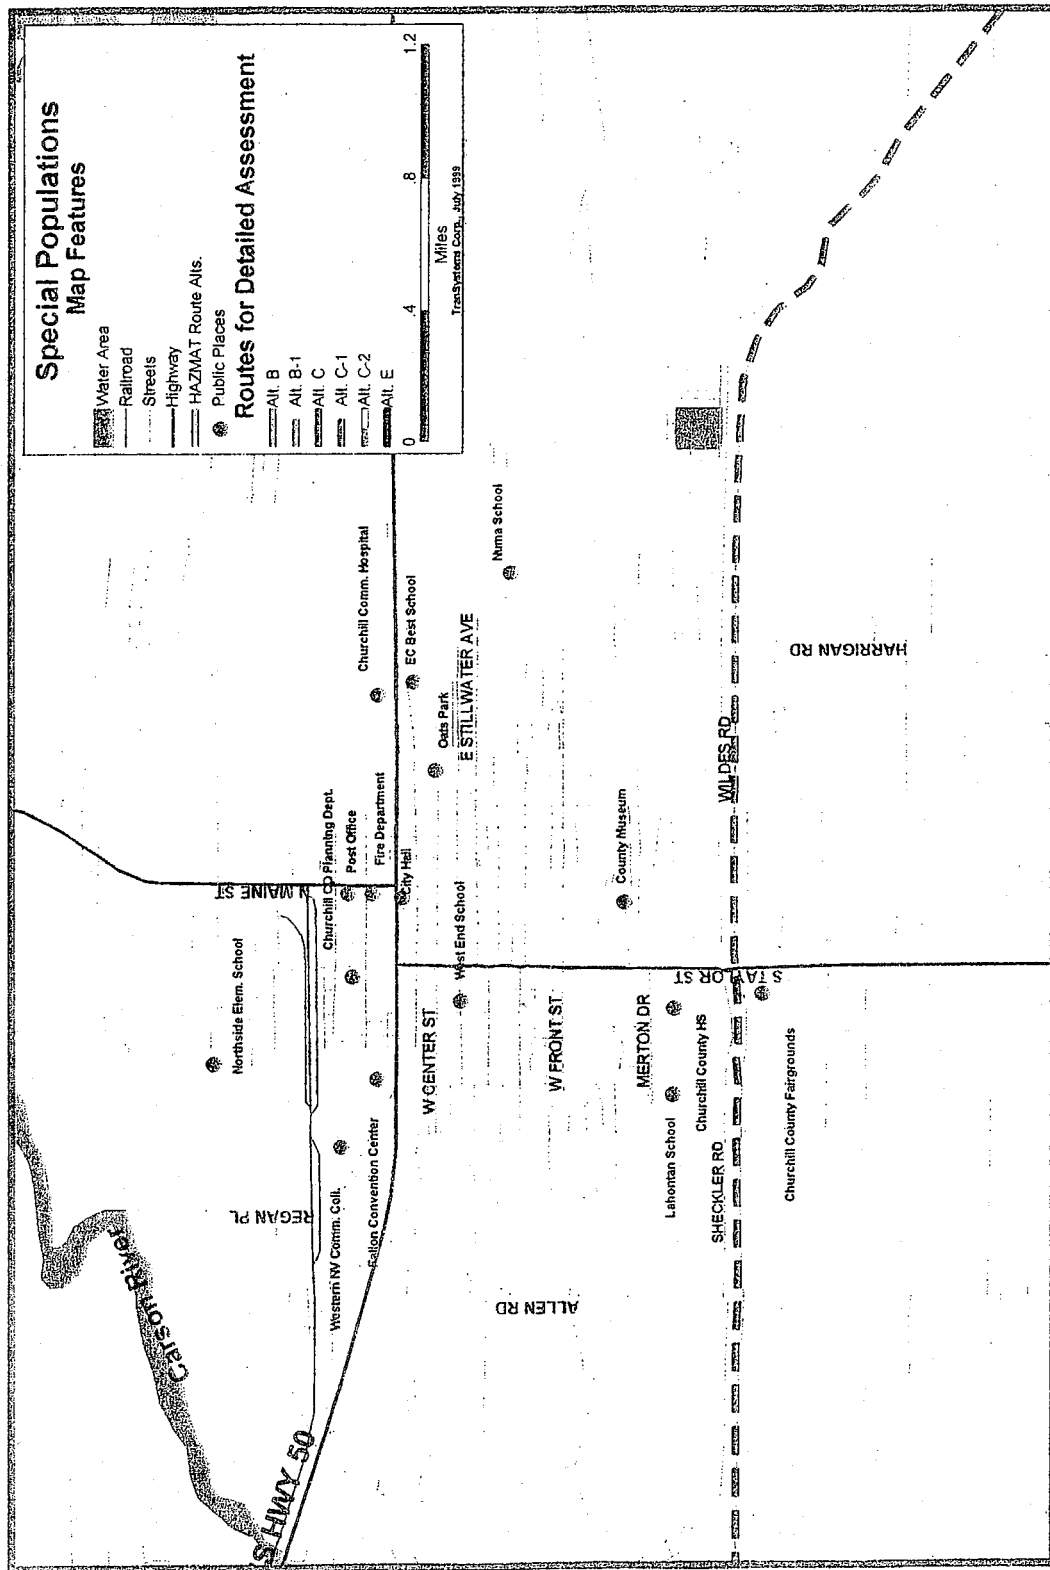 Special Populations
Map Features
Water Area
Railroad
Streets
Highway
HAZMAT Route Alts.
Public Places
Routes for Detailed Assessment
Alt. B
Alt. B-1
Alt. C
Alt. C-1
Alt. C-2
Alt. E
0 .4 .8 1.2
Miles
TranSystems Corp., July 1999
Carson River
S HWY 50
REGAN PL
N MAINE ST
Northside Elem. School
Western NV Comm. Coll.
Fallon Convention Center
Churchill CO Planning Dept.
Post Office
Fire Department
City Hall
Churchill Comm. Hospital
EC Best School
Oats Park
E STILLWATER AVE
Numa School
W CENTER ST
West End School
W FRONT ST
ALLEN RD
County Museum
MERTON DR
Lahontan School
Churchill County HS
S TAYLOR ST
SHECKLER RD
WILDES RD
Churchill County Fairgrounds
HARRIGAN RD